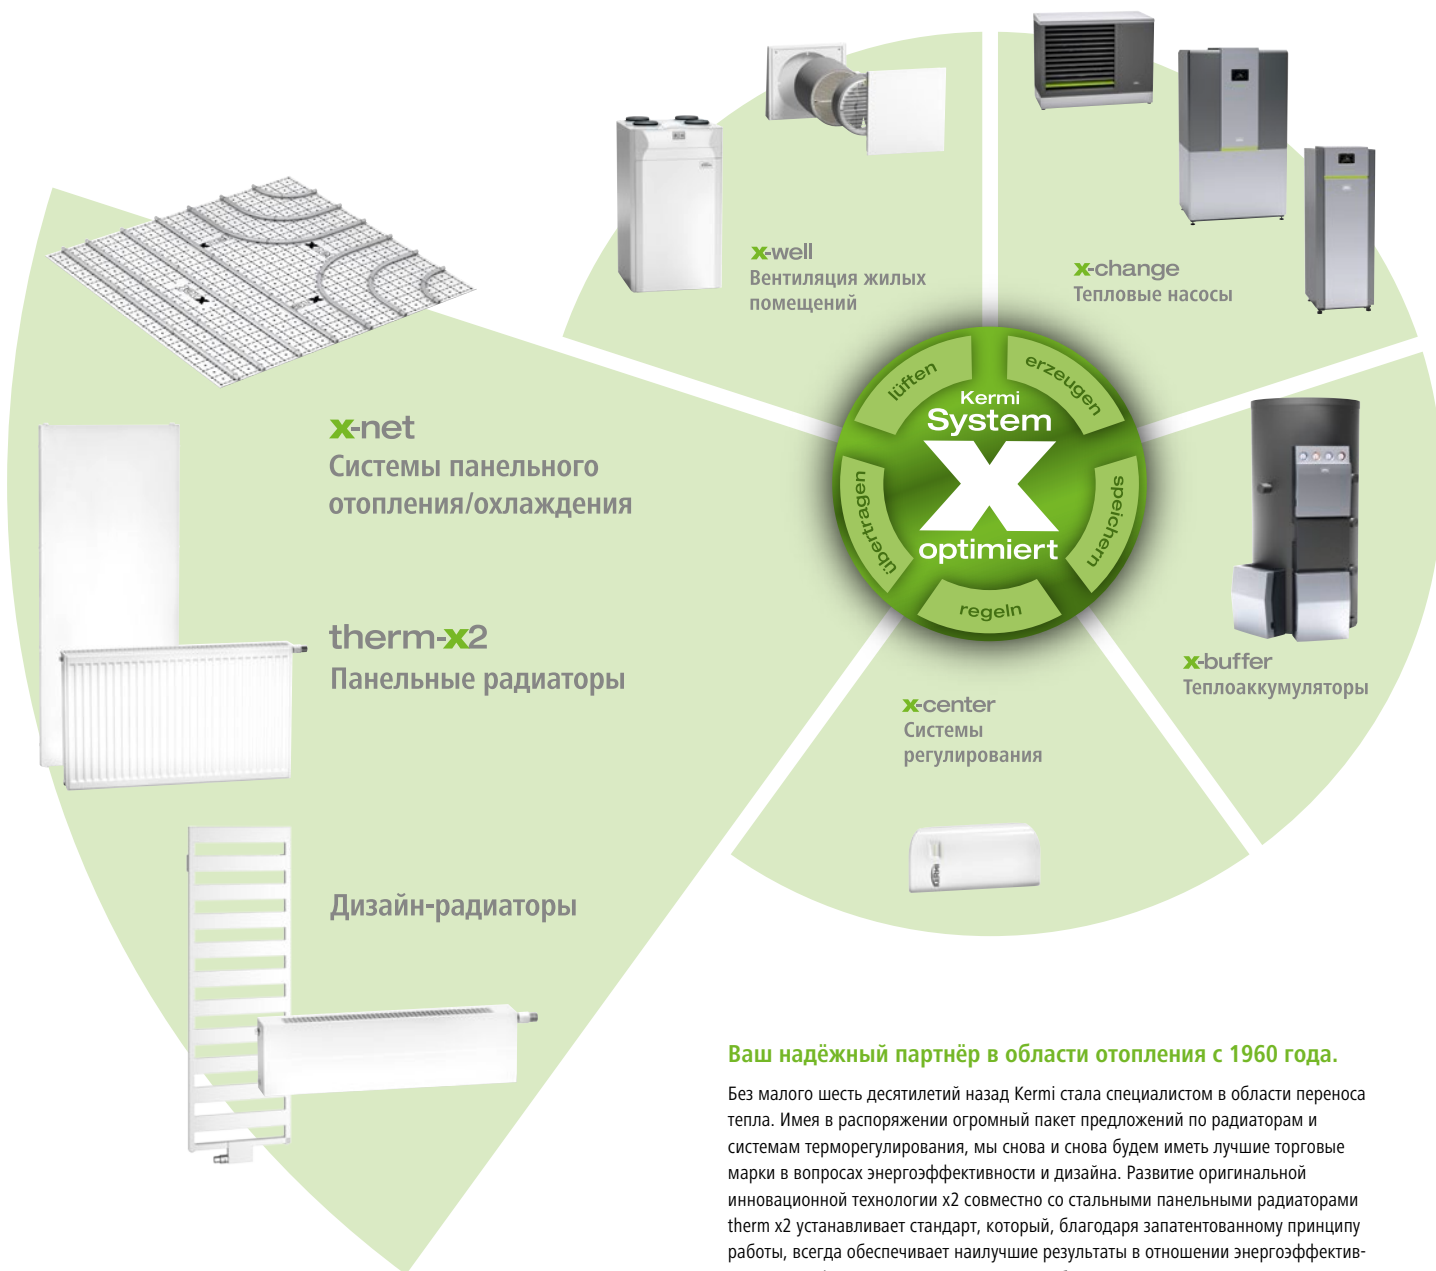 x-well
Вентиляция жилых
помещений
x-change
Тепловые насосы
lüften
erzeugen
Kermi
System
X
optimiert
übertragen
speichern
regeln
x-net
Системы панельного
отопления/охлаждения
therm-x2
Панельные радиаторы
x-buffer
Теплоаккумуляторы
x-center
Системы
регулирования
Дизайн-радиаторы
Ваш надёжный партнёр в области отопления с 1960 года.
Без малого шесть десятилетий назад Kermi стала специалистом в области переноса
тепла. Имея в распоряжении огромный пакет предложений по радиаторам и
системам терморегулирования, мы снова и снова будем иметь лучшие торговые
марки в вопросах энергоэффективности и дизайна. Развитие оригинальной
инновационной технологии x2 совместно со стальными панельными радиаторами
therm x2 устанавливает стандарт, который, благодаря запатентованному принципу
работы, всегда обеспечивает наилучшие результаты в отношении энергоэффектив-